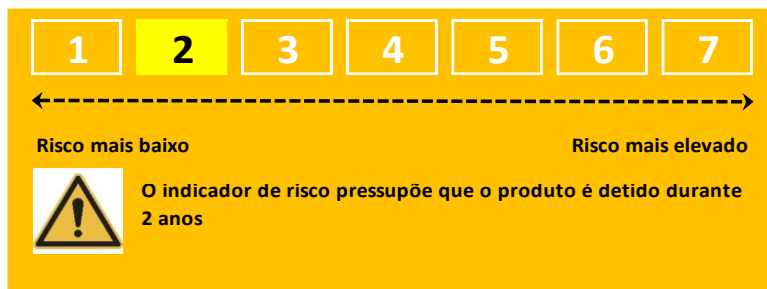 1 2 3 4 5 6 7
Risco mais baixo Risco mais elevado
O indicador de risco pressupõe que o produto é detido durante
2 anos